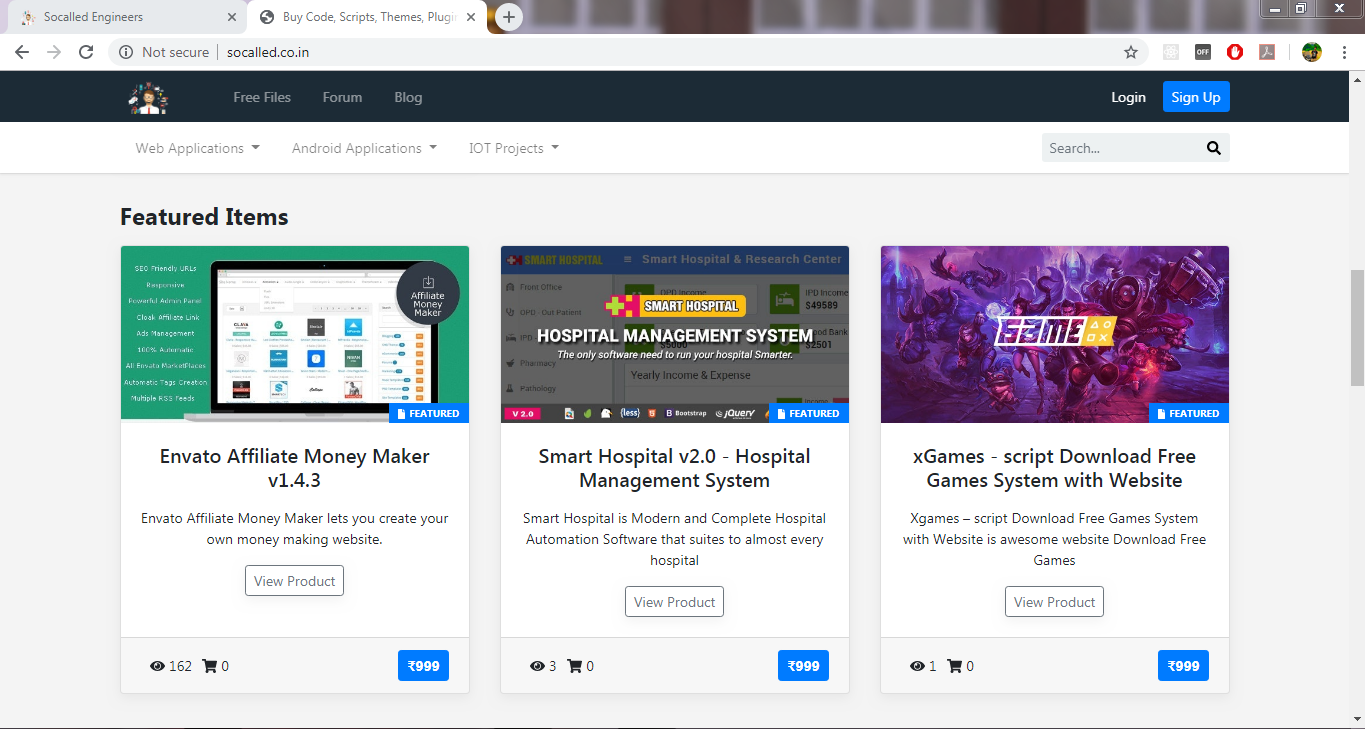 Socalled Engineers
Buy Code, Scripts, Themes, Plugin
Not secure
socalled.co.in
OFF
Free Files
Forum
Blog
Login
Sign Up
Web Applications
Android Applications
IOT Projects
Search...
Featured Items
SEO Friendly URLs
Responsive
Powerful Admin Panel
Cloak Affiliate Link
Ads Management
100% Automatic
All Envato MarketPlaces
Automatic Tags Creation
Multiple RSS Feeds
Affiliate
Money
Maker
FEATURED
Envato Affiliate Money Maker
v1.4.3
Envato Affiliate Money Maker lets you create your
own money making website.
View Product
162 0
₹999
SMART HOSPITAL
Smart Hospital & Research Center
Front Office
OPD - Out Patient
OPD Income
IPD
$49589
SMART HOSPITAL
HOSPITAL MANAGEMENT SYSTEM
The only software need to run your hospital Smarter.
$2501
Pharmacy
Yearly Income & Expense
Pathology
V 2.0
{less}
Bootstrap
jQuery
FEATURED
Smart Hospital v2.0 - Hospital
Management System
Smart Hospital is Modern and Complete Hospital
Automation Software that suites to almost every
hospital
View Product
3 0
₹999
FEATURED
xGames - script Download Free
Games System with Website
Xgames – script Download Free Games System
with Website is awesome website Download Free
Games
View Product
1 0
₹999